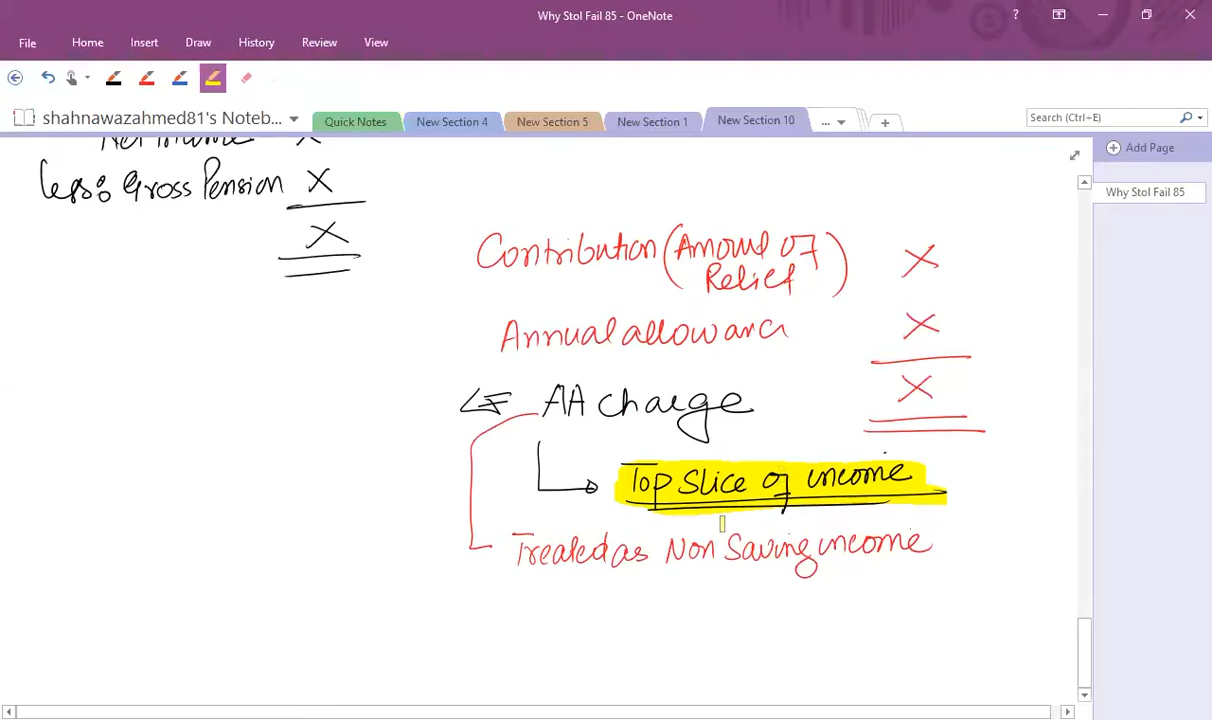 Why Stol Fail 85 - OneNote
?
File
Home
Insert
Draw
History
Review
View
shahnawazahmed81's Noteb...
Quick Notes
New Section 4
New Section 5
New Section 1
New Section 10
...
Search (Ctrl+E)
Add Page
Why Stol Fail 85
Net income X
less: Gross Pension X
X
Contribution (Amount of X
Relief)
Annual allowance X
X
AA charge
Top slice of income
Treated as Non Saving income